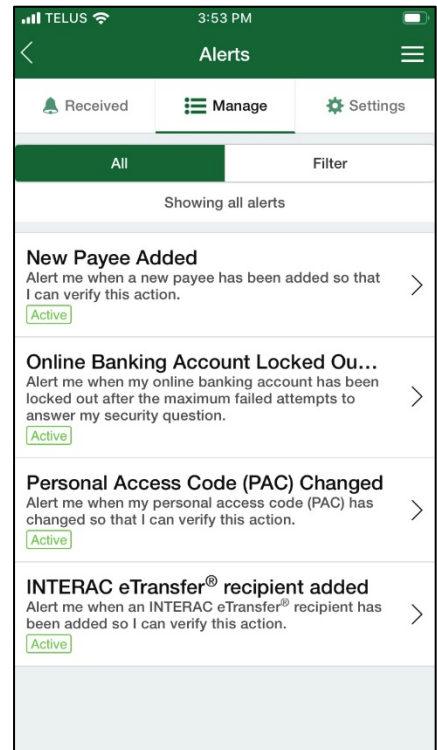 TELUS 3:53 PM
Alerts
Received Manage Settings
All Filter
Showing all alerts
New Payee Added
Alert me when a new payee has been added so that
I can verify this action.
Active
Online Banking Account Locked Ou...
Alert me when my online banking account has been
locked out after the maximum failed attempts to
answer my security question.
Active
Personal Access Code (PAC) Changed
Alert me when my personal access code (PAC) has
changed so that I can verify this action.
Active
INTERAC eTransfer® recipient added
Alert me when an INTERAC eTransfer® recipient has
been added so I can verify this action.
Active